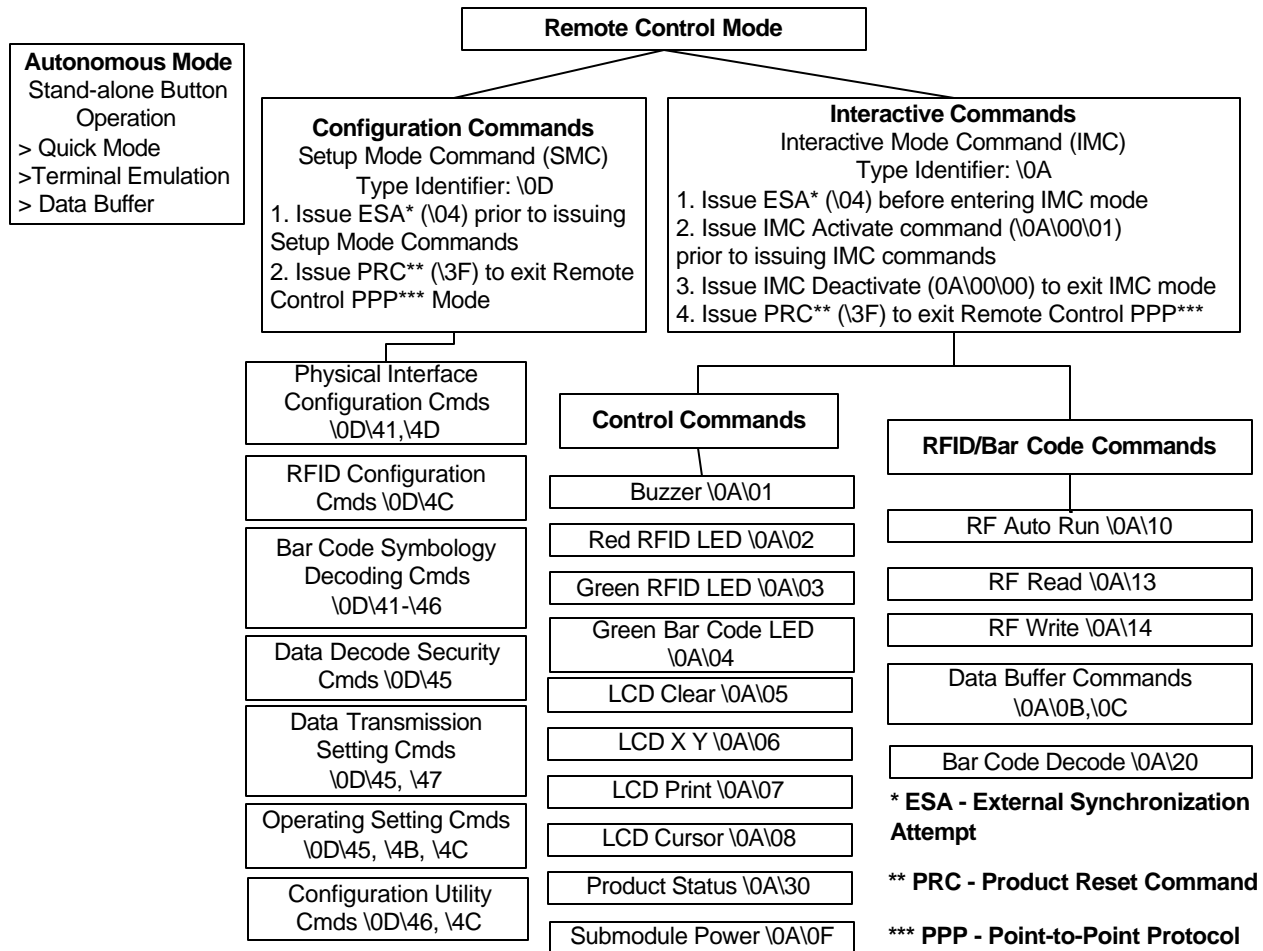 Remote Control Mode
Autonomous Mode
Stand-alone Button
Operation
> Quick Mode
>Terminal Emulation
> Data Buffer
Configuration Commands
Setup Mode Command (SMC)
Type Identifier: \0D
1. Issue ESA* (\04) prior to issuing
Setup Mode Commands
2. Issue PRC** (\3F) to exit Remote
Control PPP*** Mode
Interactive Commands
Interactive Mode Command (IMC)
Type Identifier: \0A
1. Issue ESA* (\04) before entering IMC mode
2. Issue IMC Activate command (\0A\00\01)
prior to issuing IMC commands
3. Issue IMC Deactivate (0A\00\00) to exit IMC mode
4. Issue PRC** (\3F) to exit Remote Control PPP***
Physical Interface
Configuration Cmds
\0D\41,\4D
RFID Configuration
Cmds \0D\4C
Bar Code Symbology
Decoding Cmds
\0D\41-\46
Data Decode Security
Cmds \0D\45
Data Transmission
Setting Cmds
\0D\45, \47
Operating Setting Cmds
\0D\45, \4B, \4C
Configuration Utility
Cmds \0D\46, \4C
Control Commands
Buzzer \0A\01
Red RFID LED \0A\02
Green RFID LED \0A\03
Green Bar Code LED
\0A\04
LCD Clear \0A\05
LCD X Y \0A\06
LCD Print \0A\07
LCD Cursor \0A\08
Product Status \0A\30
Submodule Power \0A\0F
RFID/Bar Code Commands
RF Auto Run \0A\10
RF Read \0A\13
RF Write \0A\14
Data Buffer Commands
\0A\0B,\0C
Bar Code Decode \0A\20
* ESA - External Synchronization
Attempt
** PRC - Product Reset Command
*** PPP - Point-to-Point Protocol